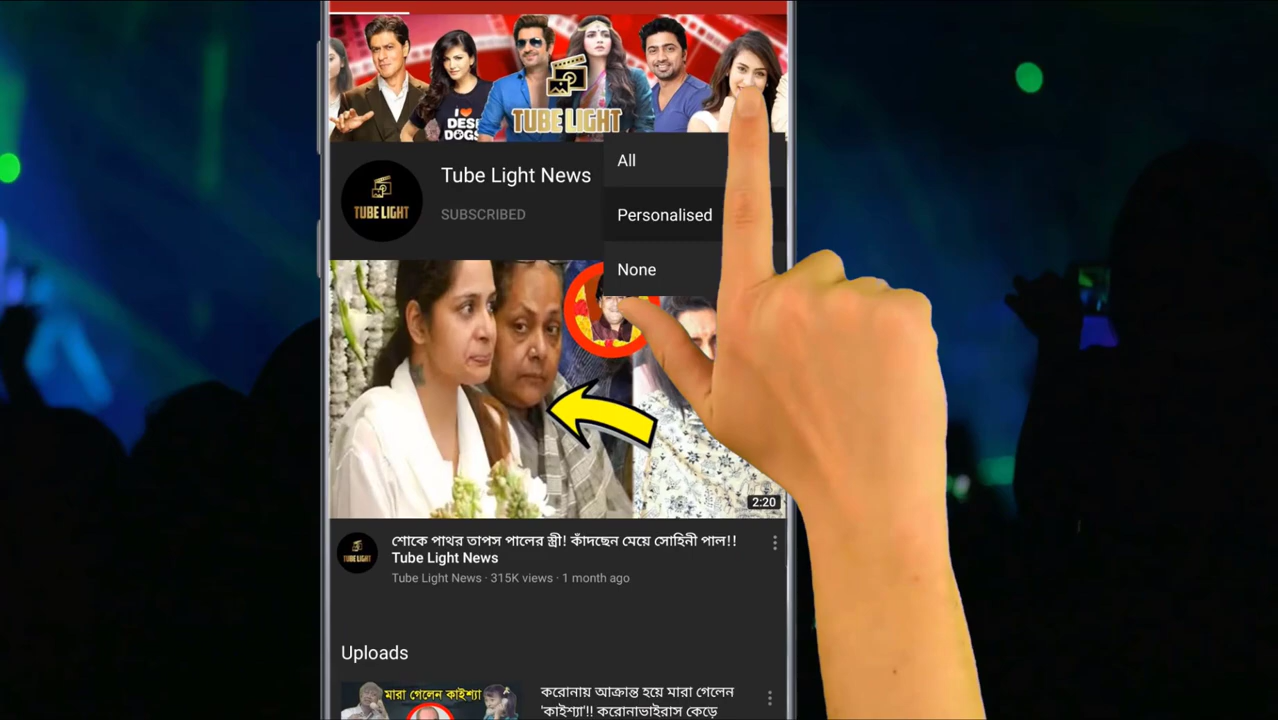 I ♥ DESI DOGS
TUBE LIGHT
All
Tube Light News
TUBE LIGHT
SUBSCRIBED
Personalised
None
2:20
শোকে পাথর তাপস পালের স্ত্রী! কাঁদছেন মেয়ে সোহিনী পাল!!
Tube Light News
TUBE LIGHT
Tube Light News · 315K views · 1 month ago
Uploads
মারা গেলেন কাইশ্যা
করোনায় আক্রান্ত হয়ে মারা গেলেন
'কাইশ্যা'!! করোনাভাইরাস কেড়ে